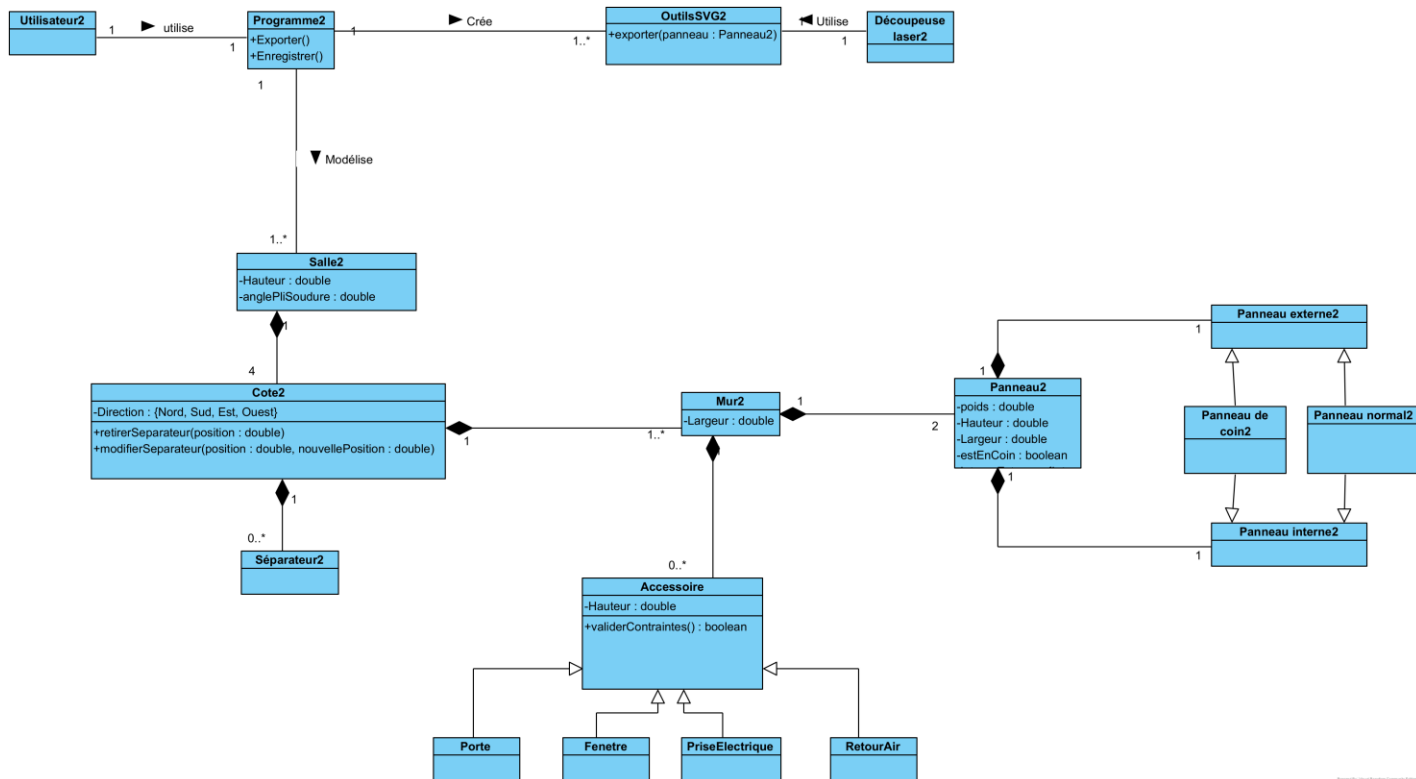 Utilisateur2
1
utilise
1
Programme2
+Exporter()
+Enregistrer()
1
Crée
1..*
OutilsSVG2
+exporter(panneau : Panneau2)
1
Utilise
1
Découpeuse
laser2
1
Modélise
1..*
Salle2
-Hauteur : double
-anglePliSoudure : double
1
4
Cote2
-Direction : {Nord, Sud, Est, Ouest}
+retirerSeparateur(position : double)
+modifierSeparateur(position : double, nouvellePosition : double)
1
1..*
Mur2
-Largeur : double
1
2
Panneau2
-poids : double
-Hauteur : double
-Largeur : double
-estEnCoin : boolean
1
1
Panneau externe2
Panneau de
coin2
Panneau normal2
1
1
Panneau interne2
1
0..*
Séparateur2
1
0..*
Accessoire
-Hauteur : double
+validerContraintes() : boolean
Porte
Fenetre
PriseElectrique
RetourAir